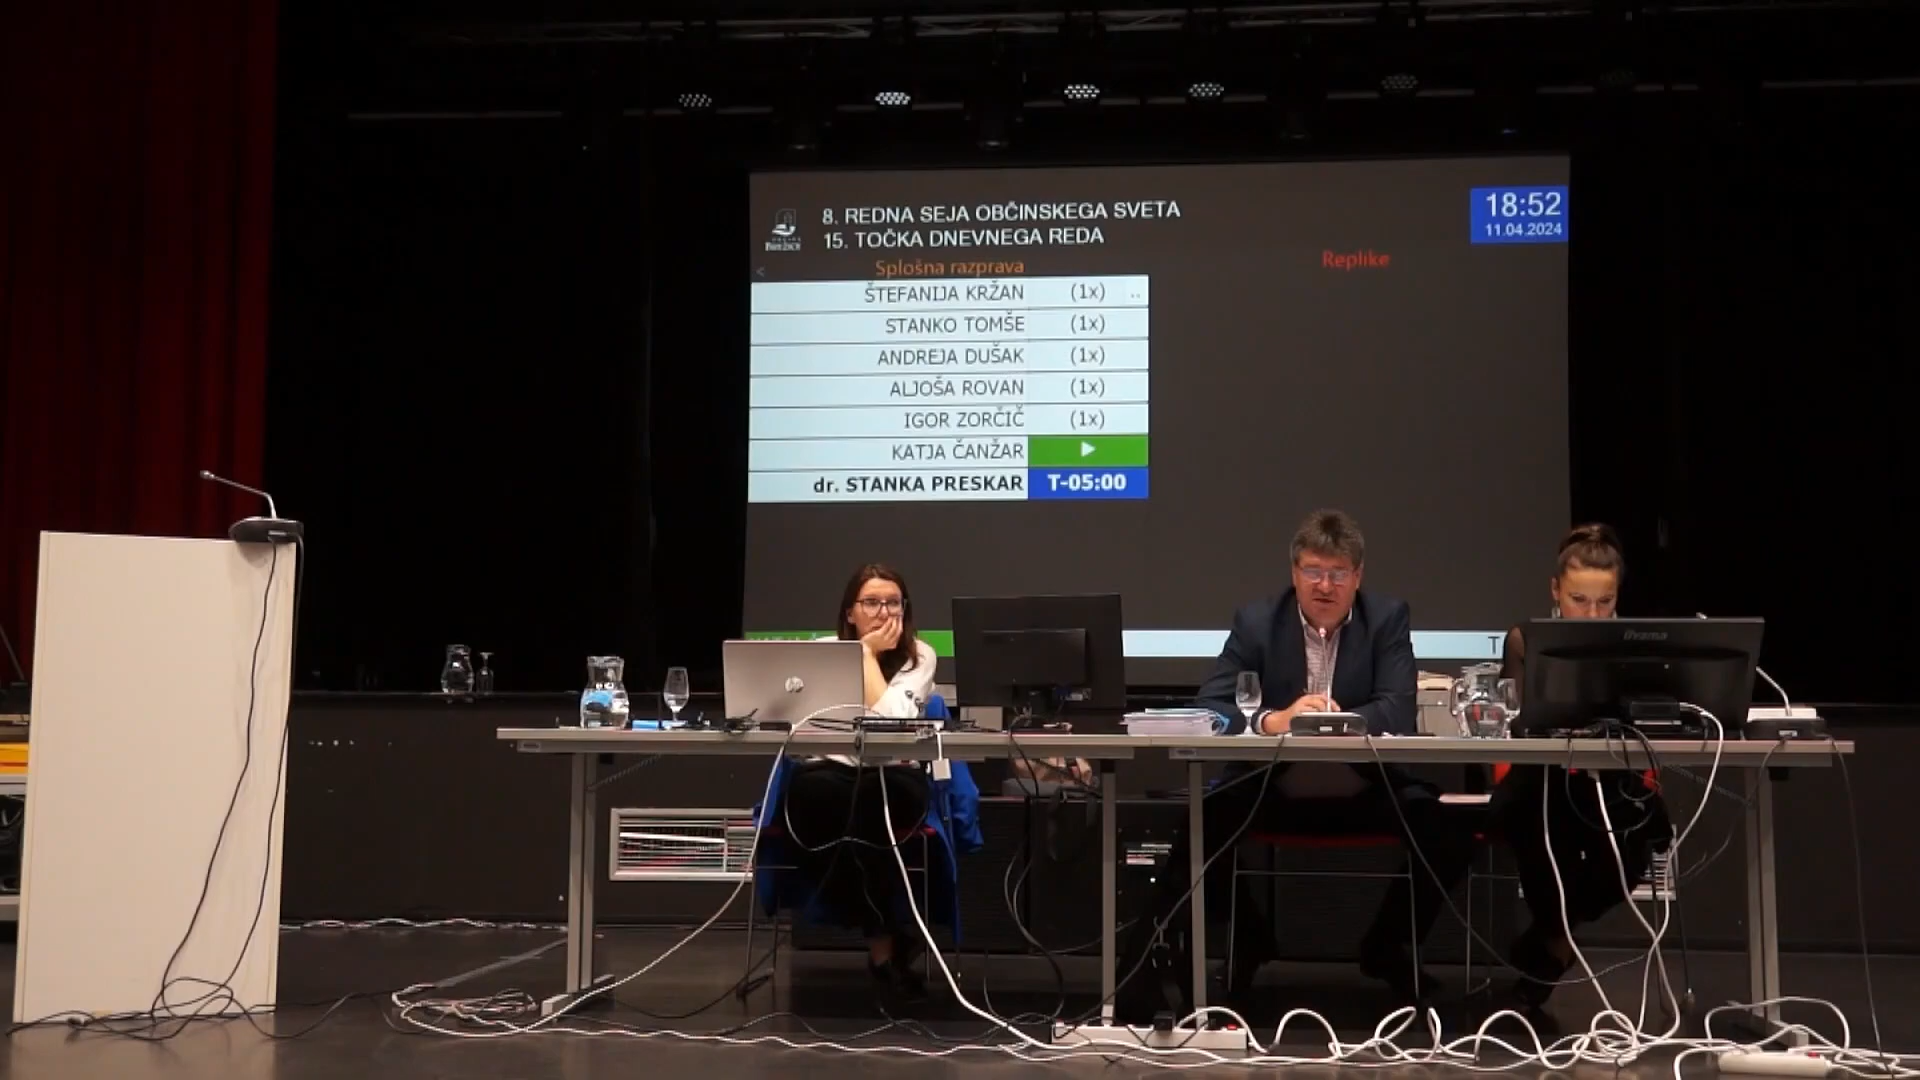 8. REDNA SEJA OBČINSKEGA SVETA
15. TOČKA DNEVNEGA REDA
18:52
11.04.2024
<
Splošna razprava
Replike
ŠTEFANIJA KRŽAN (1x) ..
STANKO TOMŠE (1x)
ANDREJA DUŠAK (1x)
ALJOŠA ROVAN (1x)
IGOR ZORČIČ (1x)
KATJA ČANŽAR
dr. STANKA PRESKAR T-05:00
T
iiyama
hp